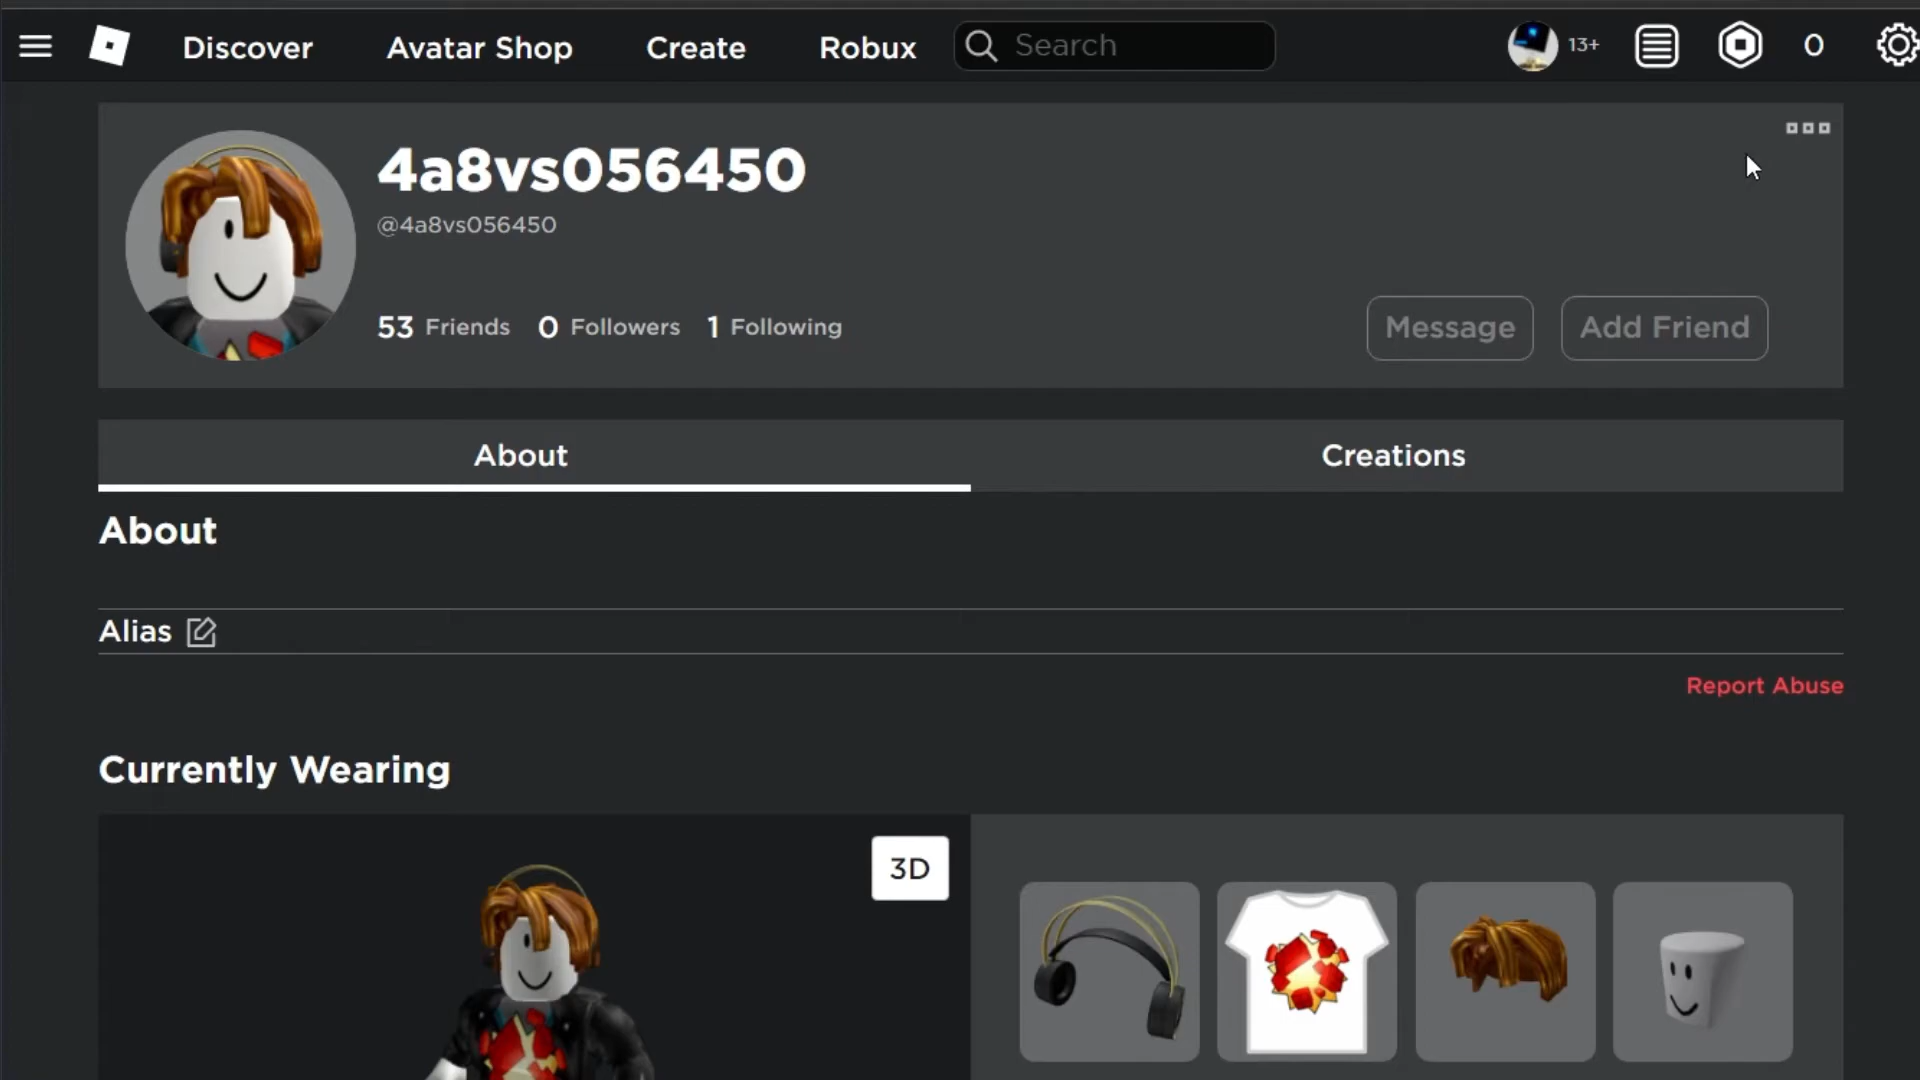 Discover Avatar Shop Create Robux Search 13+ 0
4a8vs056450
@4a8vs056450
53 Friends 0 Followers 1 Following
Message Add Friend
About Creations
About
Alias
Report Abuse
Currently Wearing
3D